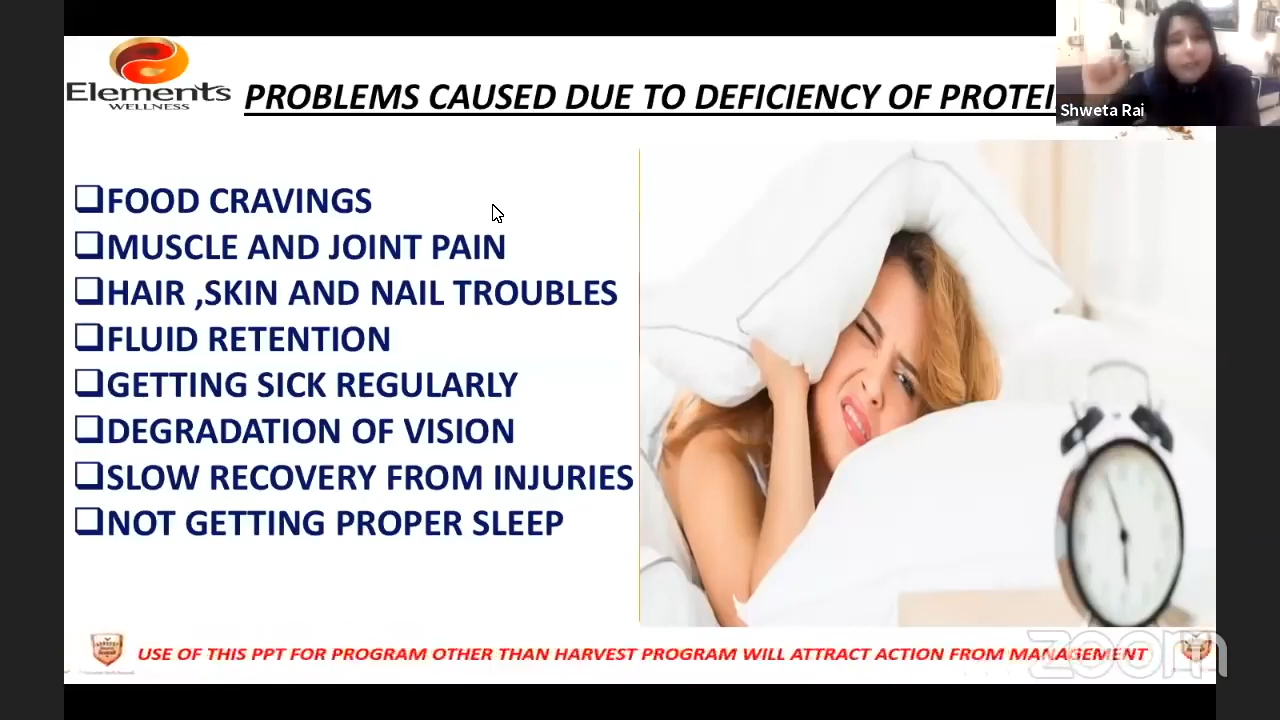 Elements
WELLNESS
PROBLEMS CAUSED DUE TO DEFICIENCY OF PROTEI
Shweta Rai
❑FOOD CRAVINGS
❑MUSCLE AND JOINT PAIN
❑HAIR ,SKIN AND NAIL TROUBLES
❑FLUID RETENTION
❑GETTING SICK REGULARLY
❑DEGRADATION OF VISION
❑SLOW RECOVERY FROM INJURIES
❑NOT GETTING PROPER SLEEP
USE OF THIS PPT FOR PROGRAM OTHER THAN HARVEST PROGRAM WILL ATTRACT ACTION FROM MANAGEMENT
zoom